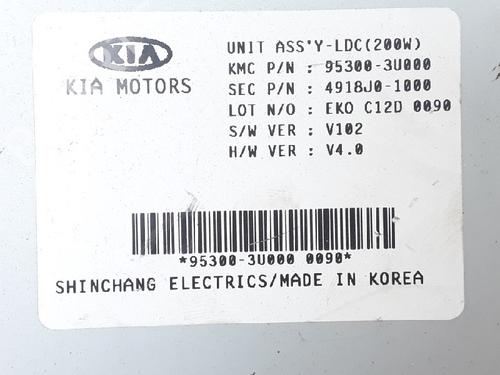 KIA
KIA MOTORS
UNIT ASS'Y-LDC(200W)
KMC P/N : 95300-3U000
SEC P/N : 4918J0-1000
LOT N/O : EKO C12D 0090
S/W VER : V102
H/W VER : V4.0
*95300-3U000 0090*
SHINCHANG ELECTRICS/MADE IN KOREA